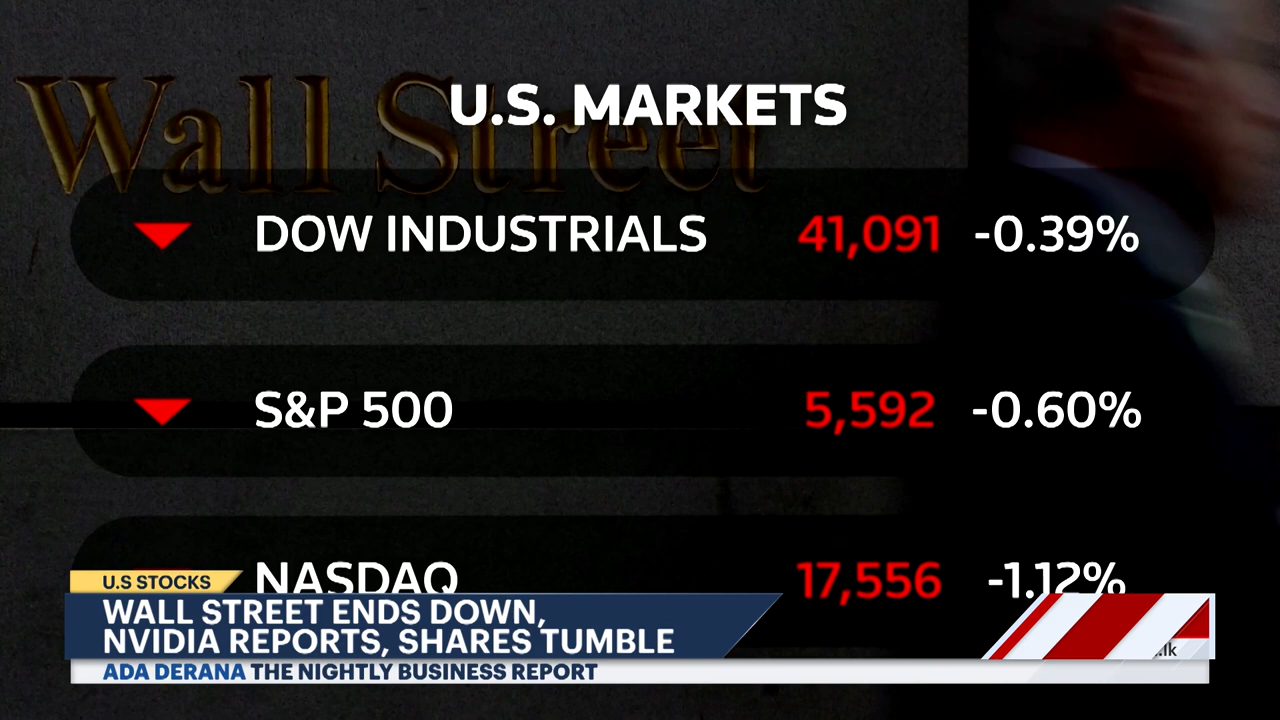 Wall Street
U.S. MARKETS
DOW INDUSTRIALS 41,091 -0.39%
S&P 500 5,592 -0.60%
NASDAQ 17,556 -1.12%
U.S STOCKS
WALL STREET ENDS DOWN,
NVIDIA REPORTS, SHARES TUMBLE
.lk
ADA DERANA THE NIGHTLY BUSINESS REPORT